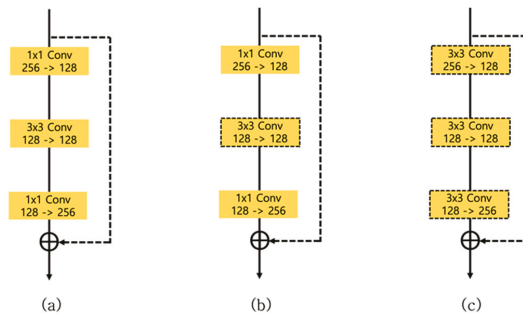 1x1 Conv
256 -> 128
3x3 Conv
128 -> 128
1x1 Conv
128 -> 256
(a)
1x1 Conv
256 -> 128
3x3 Conv
128 -> 128
1x1 Conv
128 -> 256
(b)
3x3 Conv
256 -> 128
3x3 Conv
128 -> 128
3x3 Conv
128 -> 256
(c)